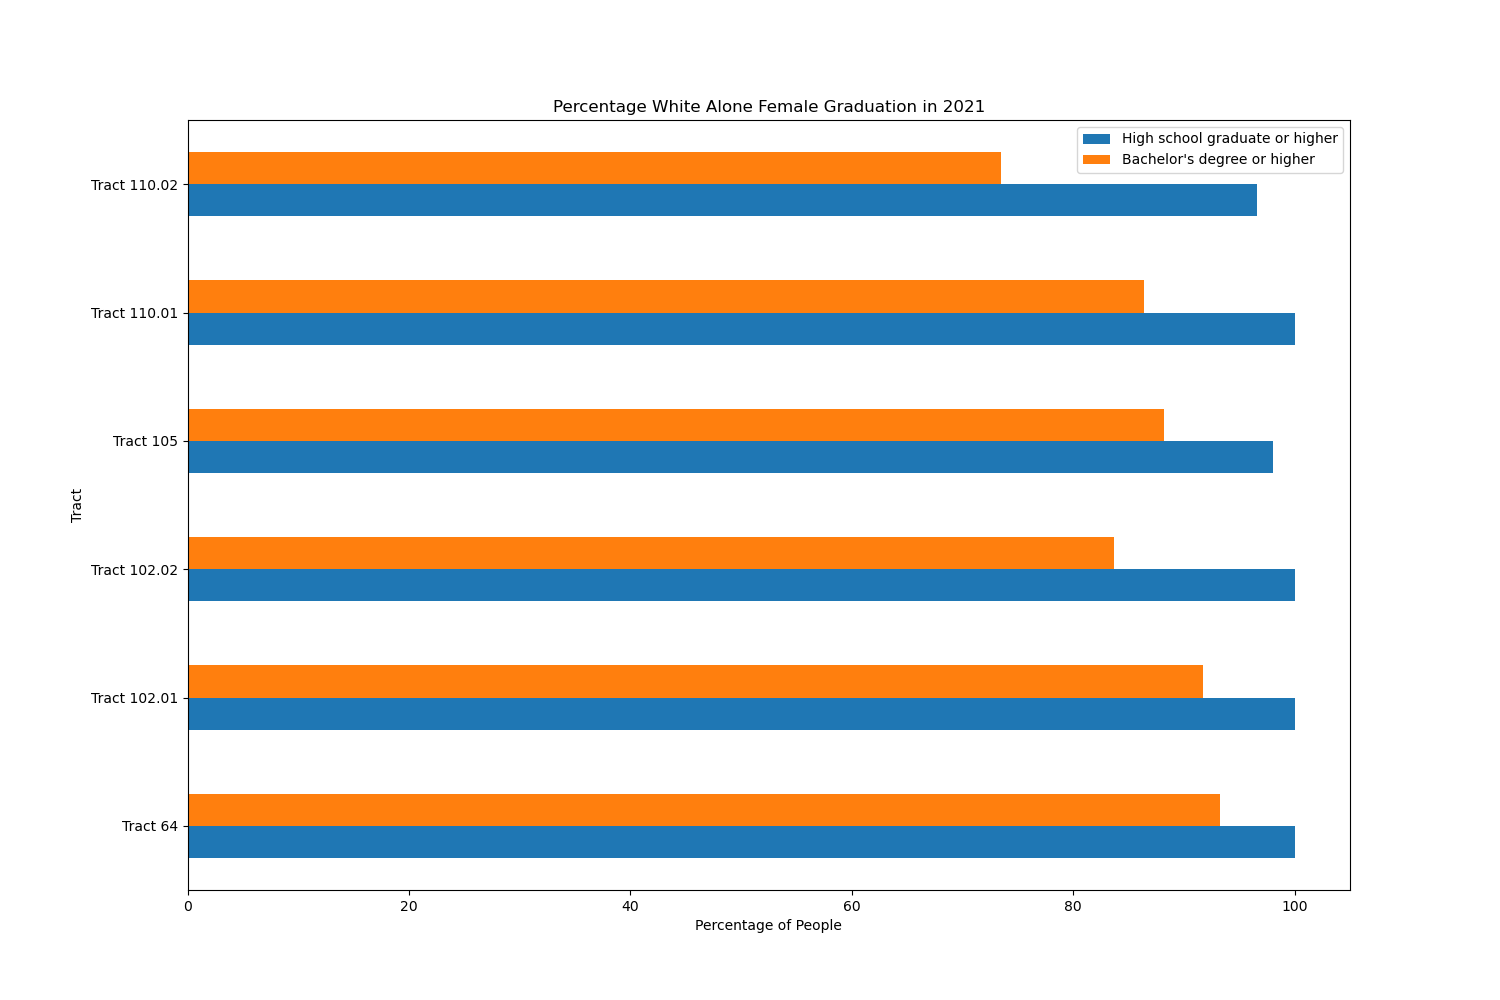 Percentage White Alone Female Graduation in 2021
High school graduate or higher
Bachelor's degree or higher
Tract 110.02
Tract 110.01
Tract 105
Tract
Tract 102.02
Tract 102.01
Tract 64
0 20 40 60 80 100
Percentage of People